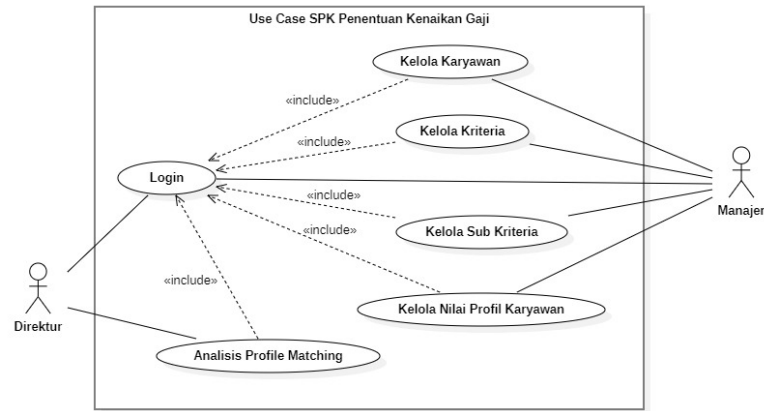 Use Case SPK Penentuan Kenaikan Gaji
Kelola Karyawan
«include»
Kelola Kriteria
«include»
Login
«include»
Manajer
Kelola Sub Kriteria
«include»
«include»
Kelola Nilai Profil Karyawan
Direktur
Analisis Profile Matching